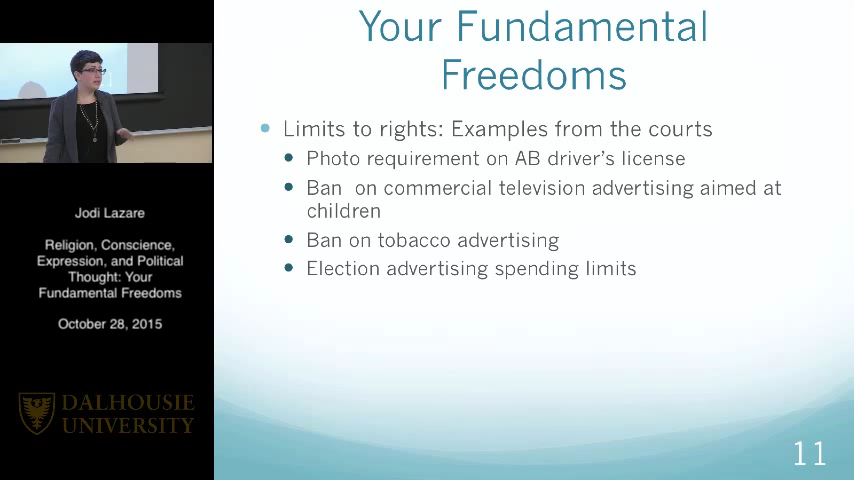 Your Fundamental
Freedoms
Limits to rights: Examples from the courts
Photo requirement on AB driver's license
Ban on commercial television advertising aimed at
children
Ban on tobacco advertising
Election advertising spending limits
11
Jodi Lazare
Religion, Conscience,
Expression, and Political
Thought: Your
Fundamental Freedoms
October 28, 2015
DALHOUSIE
UNIVERSITY